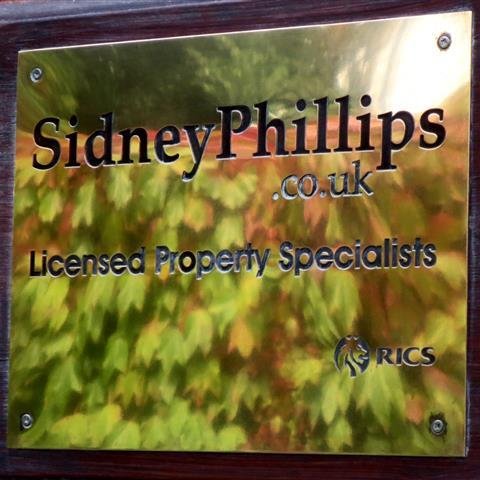 SidneyPhillips
.co.uk
Licensed Property Specialists
RICS